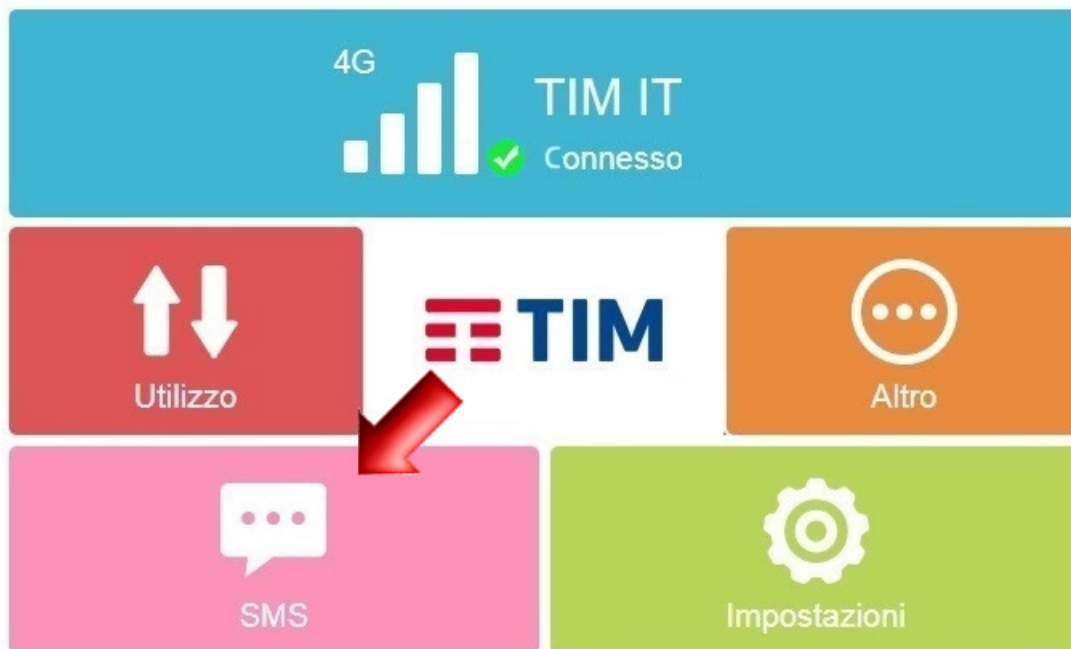 4G
TIM IT
Connesso
Utilizzo
TIM
Altro
SMS
Impostazioni